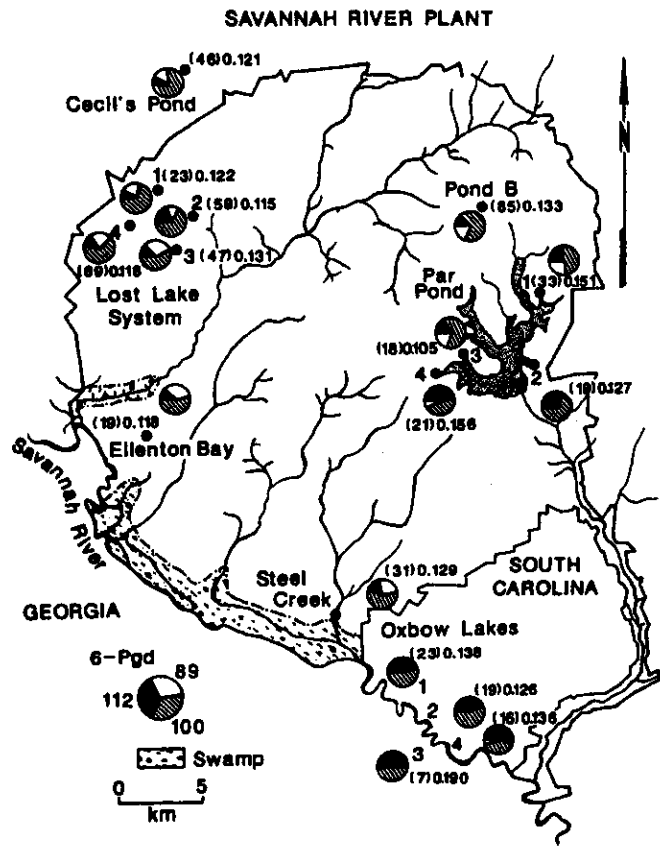 SAVANNAH RIVER PLANT
(46)0.121
Cecil's Pond
N
1
(23)0.122
2
(58)0.115
4
3
(47)0.131
(69)0.118
Lost Lake
System
Pond B
(85)0.133
Par
Pond
1(33)0.151
(18)0.105
3
4
2
(19)0.127
(21)0.156
(19)0.118
Ellenton Bay
Savannah River
Steel
Creek
(31)0.129
SOUTH
CAROLINA
GEORGIA
Oxbow Lakes
(23)0.138
1
(19)0.126
2
(16)0.136
4
3
(7)0.190
6-Pgd
89
112
100
Swamp
0 5
km